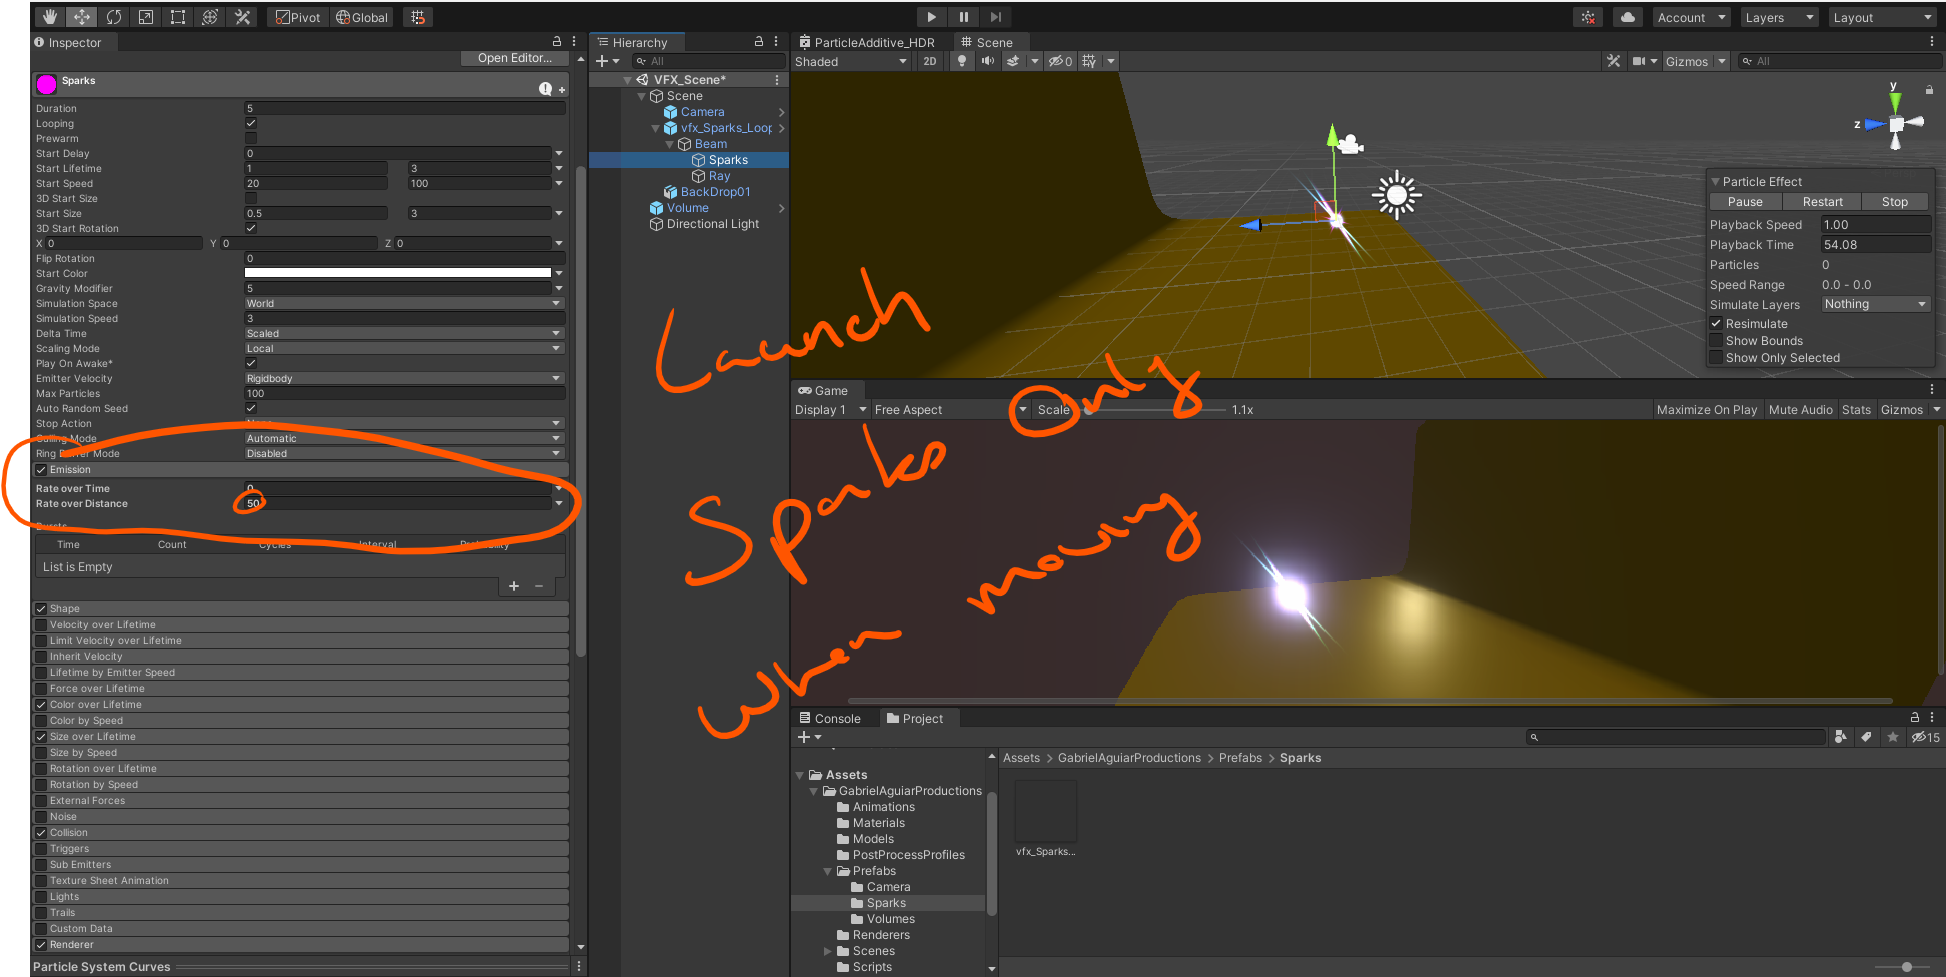 Pivot Global
Account Layers Layout
Inspector
Open Editor...
Sparks
Duration 5
Looping
Prewarm
Start Delay 0
Start Lifetime 1 3
Start Speed 20 100
3D Start Size
Start Size 0.5 3
3D Start Rotation
X 0 Y 0 Z 0
Flip Rotation 0
Start Color
Gravity Modifier 5
Simulation Space World
Simulation Speed 3
Delta Time Scaled
Scaling Mode Local
Play On Awake*
Emitter Velocity Rigidbody
Max Particles 100
Auto Random Seed
Stop Action
Culling Mode Automatic
Ring Buffer Mode Disabled
Emission
Rate over Time 0
Rate over Distance 50
Bursts
Time Count Cycles Interval Probability
List is Empty
+ -
Shape
Velocity over Lifetime
Limit Velocity over Lifetime
Inherit Velocity
Lifetime by Emitter Speed
Force over Lifetime
Color over Lifetime
Color by Speed
Size over Lifetime
Size by Speed
Rotation over Lifetime
Rotation by Speed
External Forces
Noise
Collision
Triggers
Sub Emitters
Texture Sheet Animation
Lights
Trails
Custom Data
Renderer
Particle System Curves
Hierarchy
All
VFX_Scene*
Scene
Camera
vfx_Sparks_Loop
Beam
Sparks
Ray
BackDrop01
Volume
Directional Light
Launch
Sparks Only
when moving
ParticleAdditive_HDR Scene
Shaded 2D 0 Gizmos All
y
z
Particle Effect
Pause Restart Stop
Playback Speed 1.00
Playback Time 54.08
Particles 0
Speed Range 0.0 - 0.0
Simulate Layers Nothing
Resimulate
Show Bounds
Show Only Selected
Game
Display 1 Free Aspect Scale 1.1x Maximize On Play Mute Audio Stats Gizmos
Console Project
15
Assets
GabrielAguiarProductions
Animations
Materials
Models
PostProcessProfiles
Prefabs
Camera
Sparks
Volumes
Renderers
Scenes
Scripts
Assets > GabrielAguiarProductions > Prefabs > Sparks
vfx_Sparks...